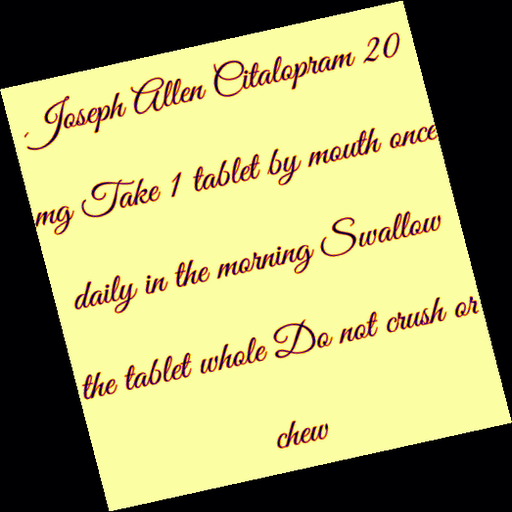 Joseph Allen Citalopram 20
mg Take 1 tablet by mouth once
daily in the morning Swallow
the tablet whole Do not crush or
chew